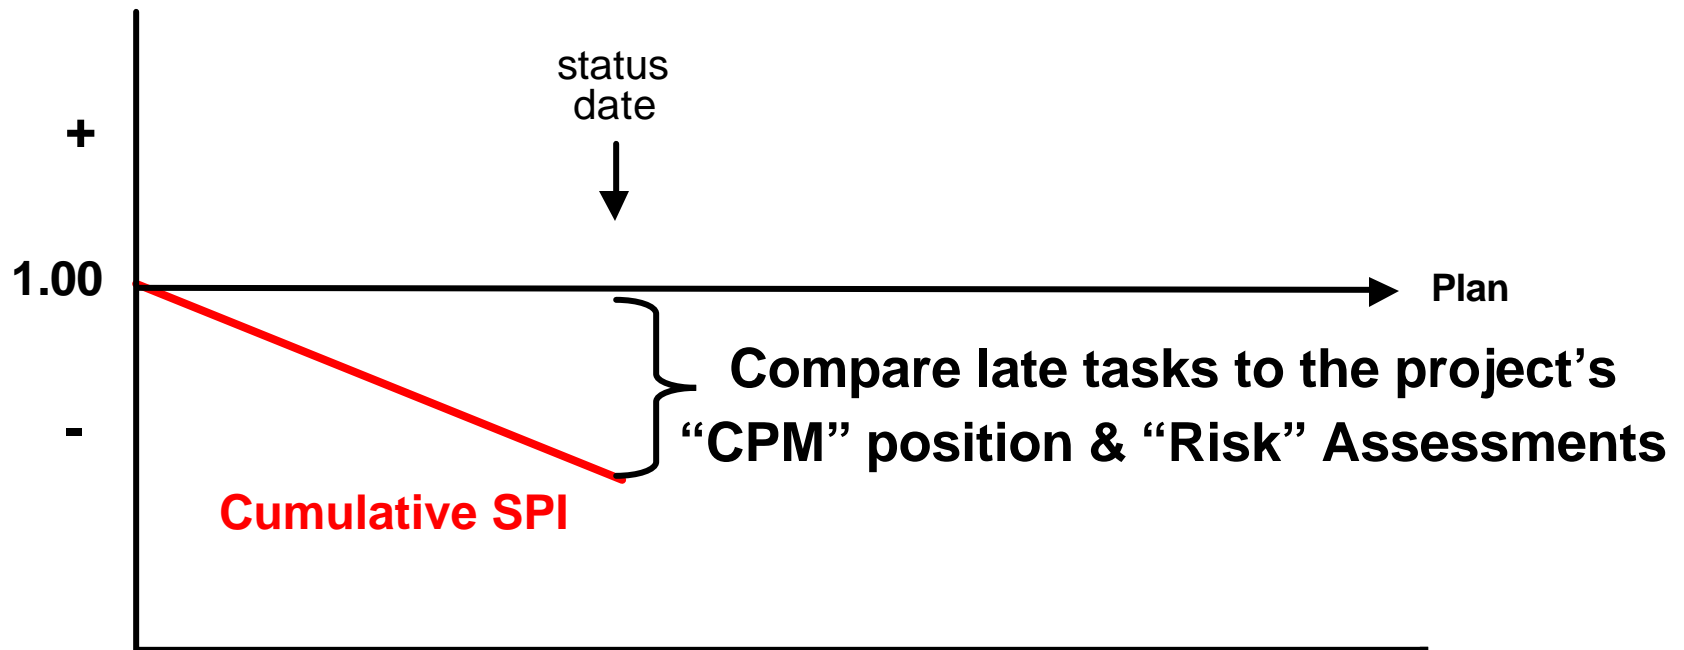 status
date
+
1.00
Plan
Compare late tasks to the project’s
“CPM” position & “Risk” Assessments
-
Cumulative SPI